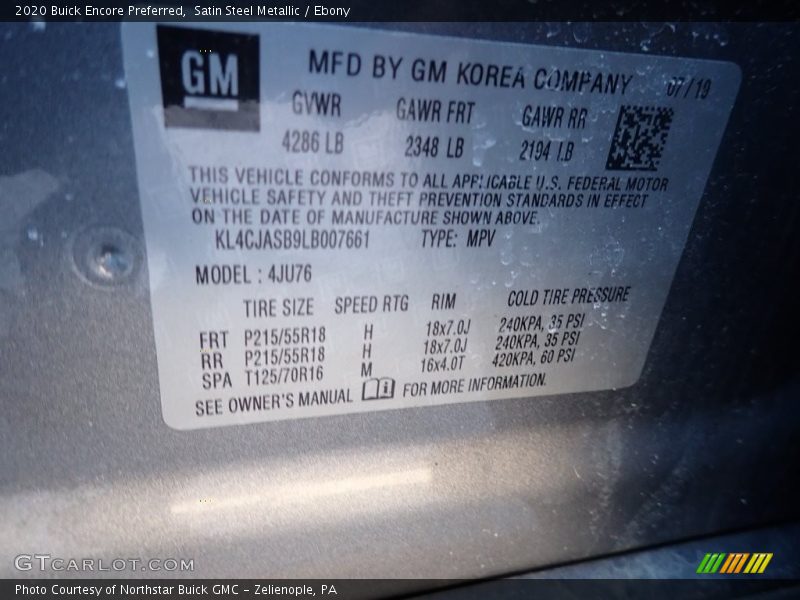 2020 Buick Encore Preferred,  Satin Steel Metallic / Ebony
GM
MFD BY GM KOREA COMPANY 07/19
GVWR GAWR FRT GAWR RR
4286 LB 2348 LB 2194 LB
THIS VEHICLE CONFORMS TO ALL APPLICABLE U.S. FEDERAL MOTOR
VEHICLE SAFETY AND THEFT PREVENTION STANDARDS IN EFFECT
ON THE DATE OF MANUFACTURE SHOWN ABOVE.
KL4CJASB9LB007661 TYPE: MPV
MODEL : 4JU76
TIRE SIZE SPEED RTG RIM COLD TIRE PRESSURE
FRT P215/55R18 H 18x7.0J 240KPA, 35 PSI
RR P215/55R18 H 18x7.0J 240KPA, 35 PSI
SPA T125/70R16 M 16x4.0T 420KPA, 60 PSI
SEE OWNER'S MANUAL FOR MORE INFORMATION.
GTCARLOT.COM
Photo Courtesy of Northstar Buick GMC – Zelienople, PA